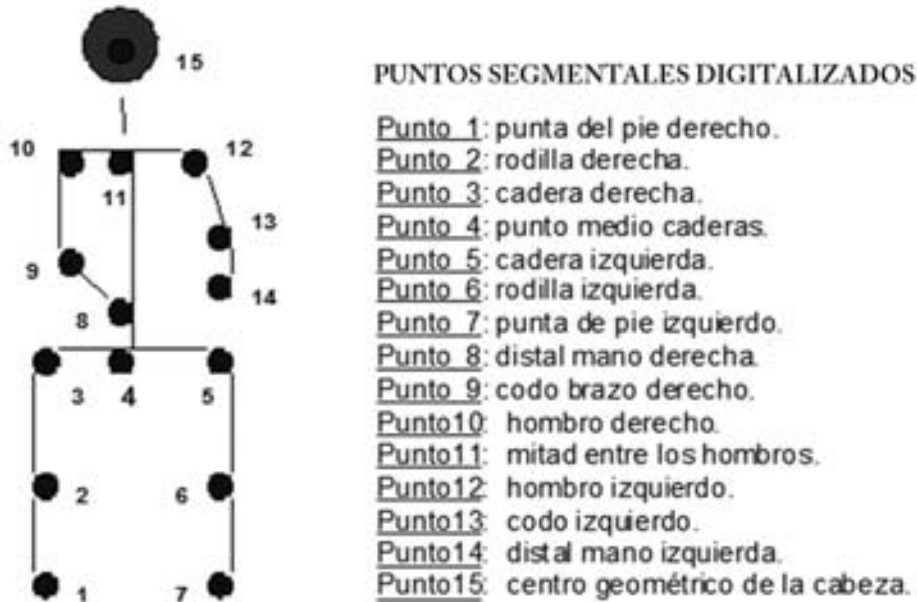 15
10
12
11
13
9
14
8
3
4
5
2
6
1
7
PUNTOS SEGMENTALES DIGITALIZADOS
Punto 1: punta del pie derecho.
Punto 2: rodilla derecha.
Punto 3: cadera derecha.
Punto 4: punto medio caderas.
Punto 5: cadera izquierda.
Punto 6: rodilla izquierda.
Punto 7: punta de pie izquierdo.
Punto 8: distal mano derecha.
Punto 9: codo brazo derecho.
Punto10: hombro derecho.
Punto11: mitad entre los hombros.
Punto12: hombro izquierdo.
Punto13: codo izquierdo.
Punto14: distal mano izquierda.
Punto15: centro geométrico de la cabeza.